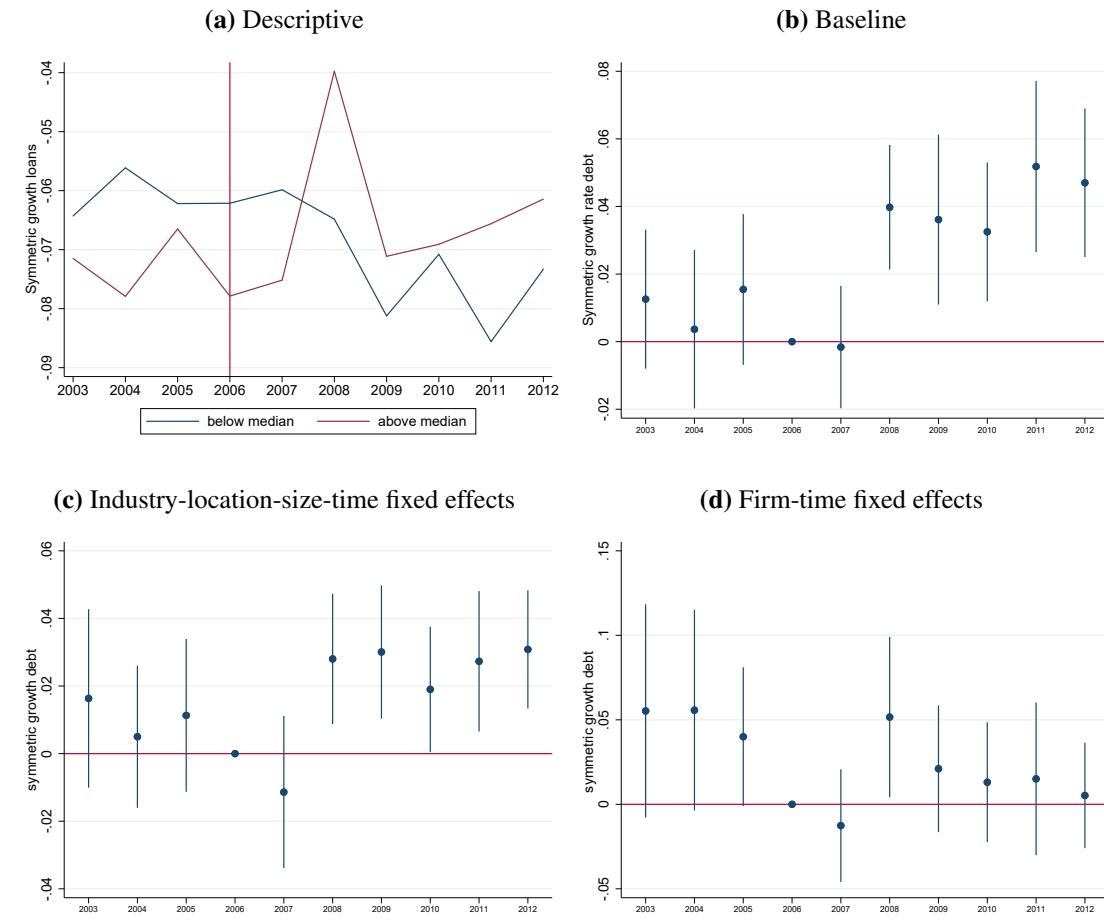 (a) Descriptive
Symmetric growth loans
-.04
-.05
-.06
-.07
-.08
-.09
2003 2004 2005 2006 2007 2008 2009 2010 2011 2012
below median above median
(b) Baseline
Symmetric growth rate debt
.08
.06
.04
.02
0
-.02
2003 2004 2005 2006 2007 2008 2009 2010 2011 2012
(c) Industry-location-size-time fixed effects
symmetric growth debt
.06
.04
.02
0
-.02
-.04
2003 2004 2005 2006 2007 2008 2009 2010 2011 2012
(d) Firm-time fixed effects
symmetric growth debt
.15
.1
.05
0
-.05
2003 2004 2005 2006 2007 2008 2009 2010 2011 2012